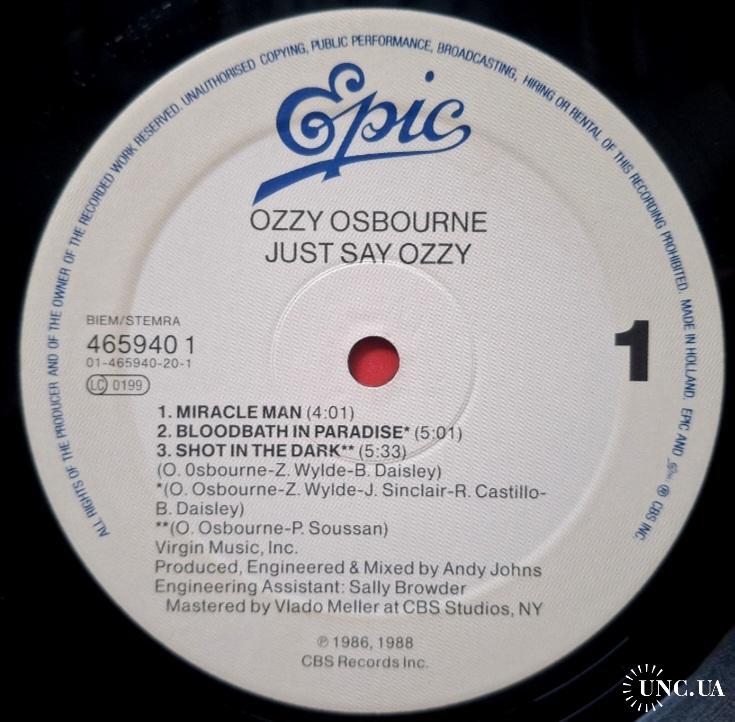 ALL RIGHTS OF THE PRODUCER AND OF THE OWNER OF THE RECORDED WORK RESERVED. UNAUTHORISED COPYING, PUBLIC PERFORMANCE, BROADCASTING, HIRING OR RENTAL OF THIS RECORDING PROHIBITED. MADE IN HOLLAND. EPIC AND Epic ℗ CBS INC.
Epic
OZZY OSBOURNE
JUST SAY OZZY
BIEM/STEMRA
465940 1
01-465940-20-1
LC 0199
1
1. MIRACLE MAN (4:01)
2. BLOODBATH IN PARADISE* (5:01)
3. SHOT IN THE DARK** (5:33)
(O. Osbourne-Z. Wylde-B. Daisley)
*(O. Osbourne-Z. Wylde-J. Sinclair-R. Castillo-
B. Daisley)
**(O. Osbourne-P. Soussan)
Virgin Music, Inc.
Produced, Engineered & Mixed by Andy Johns
Engineering Assistant: Sally Browder
Mastered by Vlado Meller at CBS Studios, NY
℗ 1986, 1988
CBS Records Inc.
UNC.UA